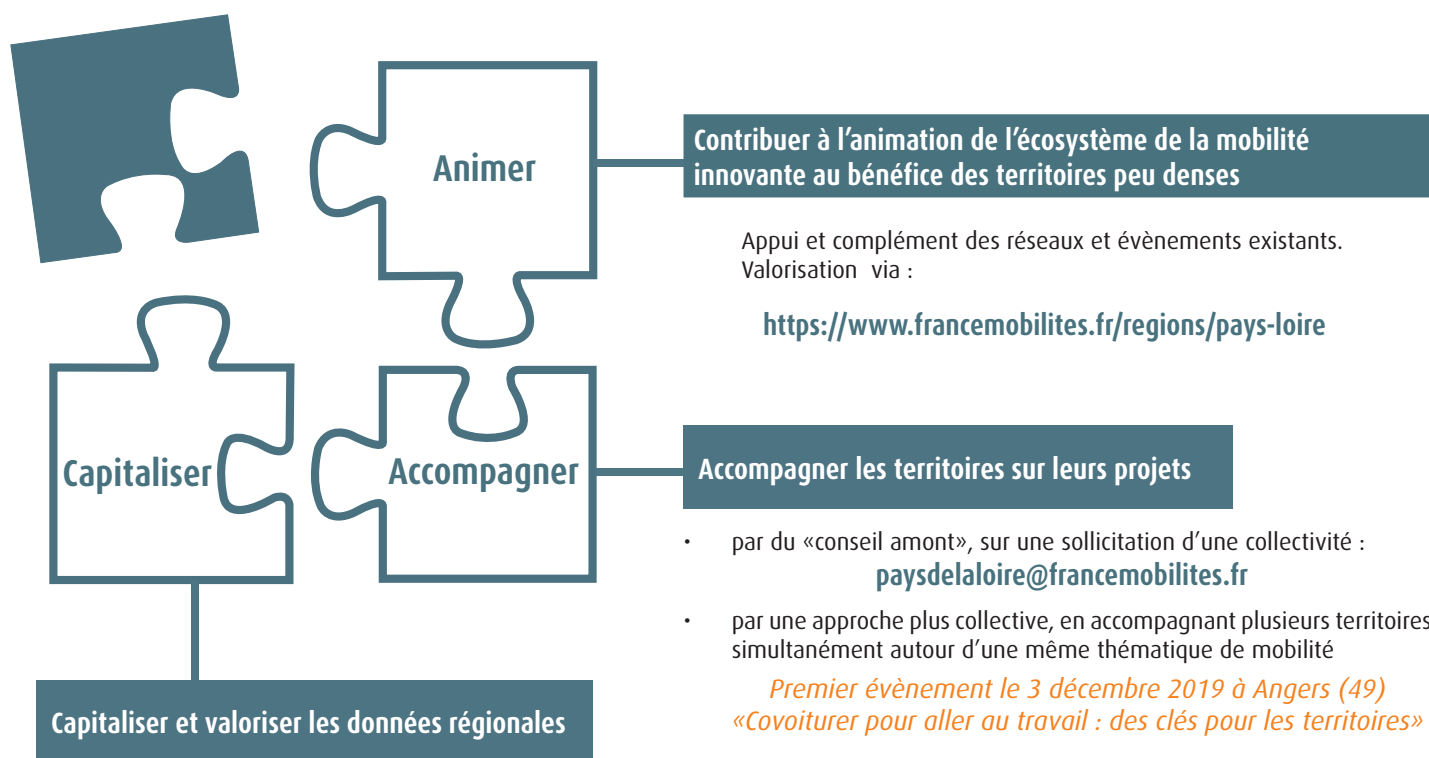 Animer
Contribuer à l’animation de l’écosystème de la mobilité
innovante au bénéfice des territoires peu denses
Appui et complément des réseaux et évènements existants.
Valorisation via :
https://www.francemobilites.fr/regions/pays-loire
Capitaliser
Accompagner
Accompagner les territoires sur leurs projets
• par du «conseil amont», sur une sollicitation d’une collectivité :
paysdelaloire@francemobilites.fr
• par une approche plus collective, en accompagnant plusieurs territoires
simultanément autour d’une même thématique de mobilité
Premier évènement le 3 décembre 2019 à Angers (49)
«Covoiturer pour aller au travail : des clés pour les territoires»
Capitaliser et valoriser les données régionales